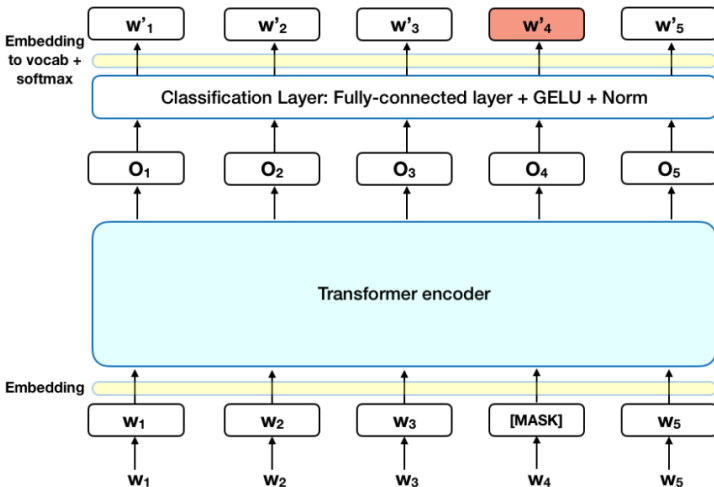 w'1 w'2 w'3 w'4 w'5
Embedding
to vocab +
softmax
Classification Layer: Fully-connected layer + GELU + Norm
O1 O2 O3 O4 O5
Transformer encoder
Embedding
w1 w2 w3 [MASK] w5
w1 w2 w3 w4 w5